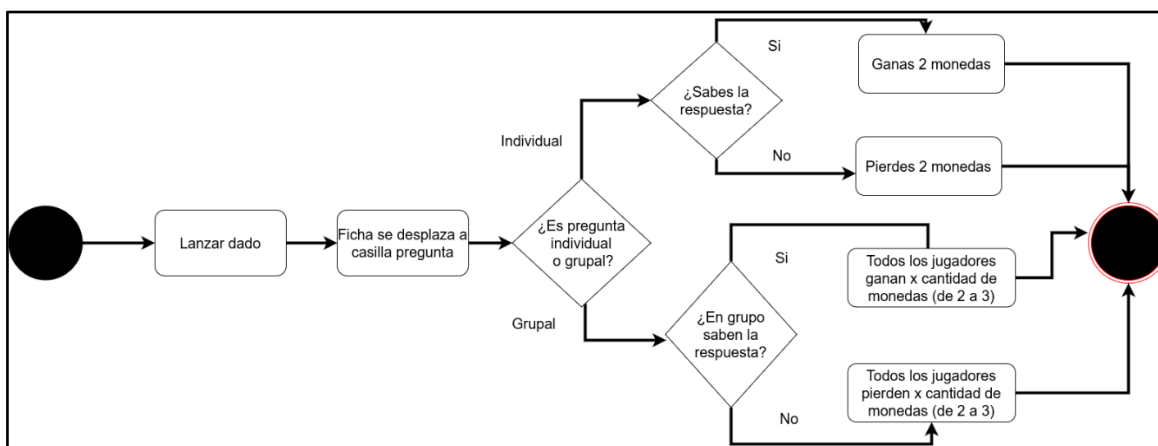 Lanzar dado
Ficha se desplaza a
casilla pregunta
¿Es pregunta
individual
o grupal?
Individual
¿Sabes la
respuesta?
Si
Ganas 2 monedas
No
Pierdes 2 monedas
Grupal
¿En grupo
saben la
respuesta?
Si
Todos los jugadores
ganan x cantidad de
monedas (de 2 a 3)
No
Todos los jugadores
pierden x cantidad de
monedas (de 2 a 3)